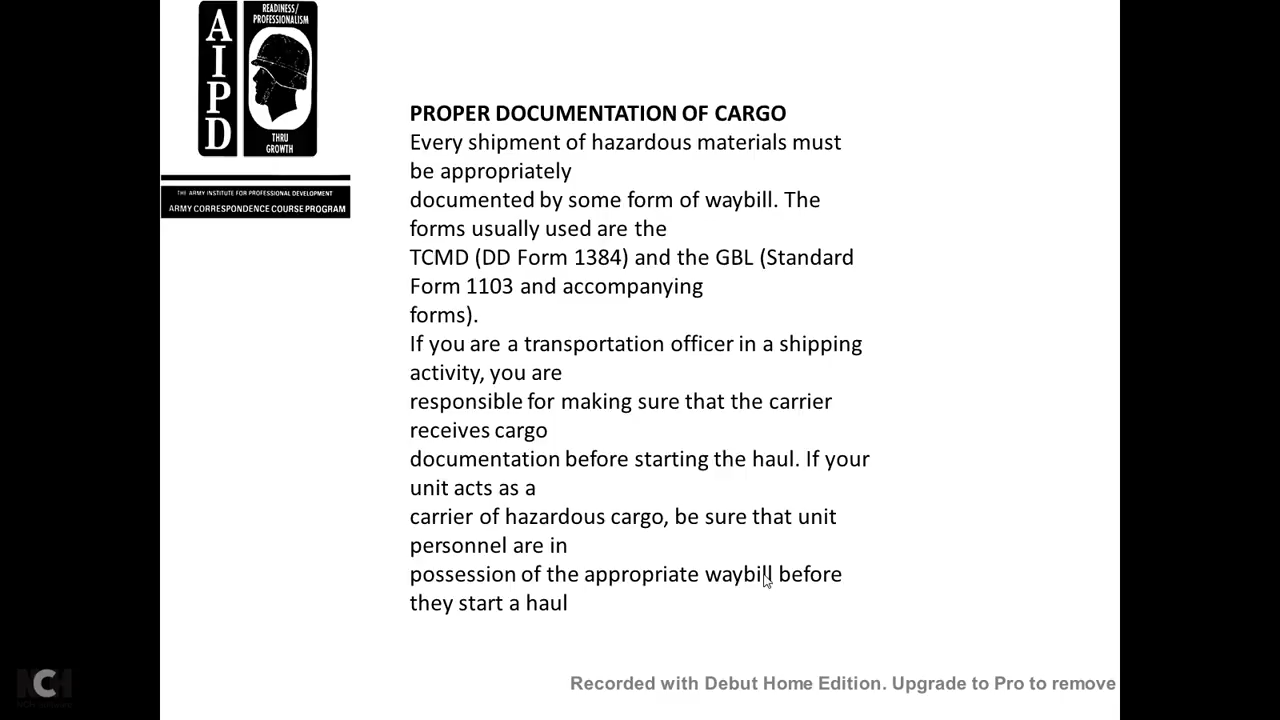 READINESS/
PROFESSIONALISM
AIPD
THRU
GROWTH
THE ARMY INSTITUTE FOR PROFESSIONAL DEVELOPMENT
ARMY CORRESPONDENCE COURSE PROGRAM
PROPER DOCUMENTATION OF CARGO
Every shipment of hazardous materials must
be appropriately
documented by some form of waybill. The
forms usually used are the
TCMD (DD Form 1384) and the GBL (Standard
Form 1103 and accompanying
forms).
If you are a transportation officer in a shipping
activity, you are
responsible for making sure that the carrier
receives cargo
documentation before starting the haul. If your
unit acts as a
carrier of hazardous cargo, be sure that unit
personnel are in
possession of the appropriate waybill before
they start a haul
NCH
Recorded with Debut Home Edition. Upgrade to Pro to remove